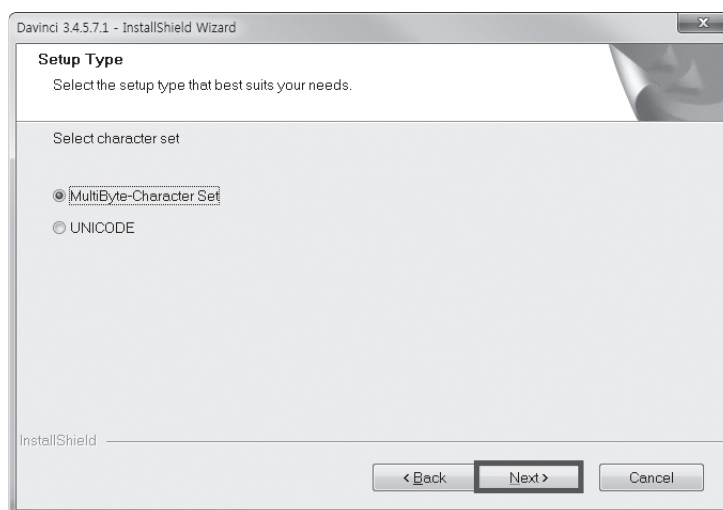 Davinci 3.4.5.7.1 - InstallShield Wizard
x
Setup Type
Select the setup type that best suits your needs.
Select character set
MultiByte-Character Set
UNICODE
InstallShield
< Back Next > Cancel